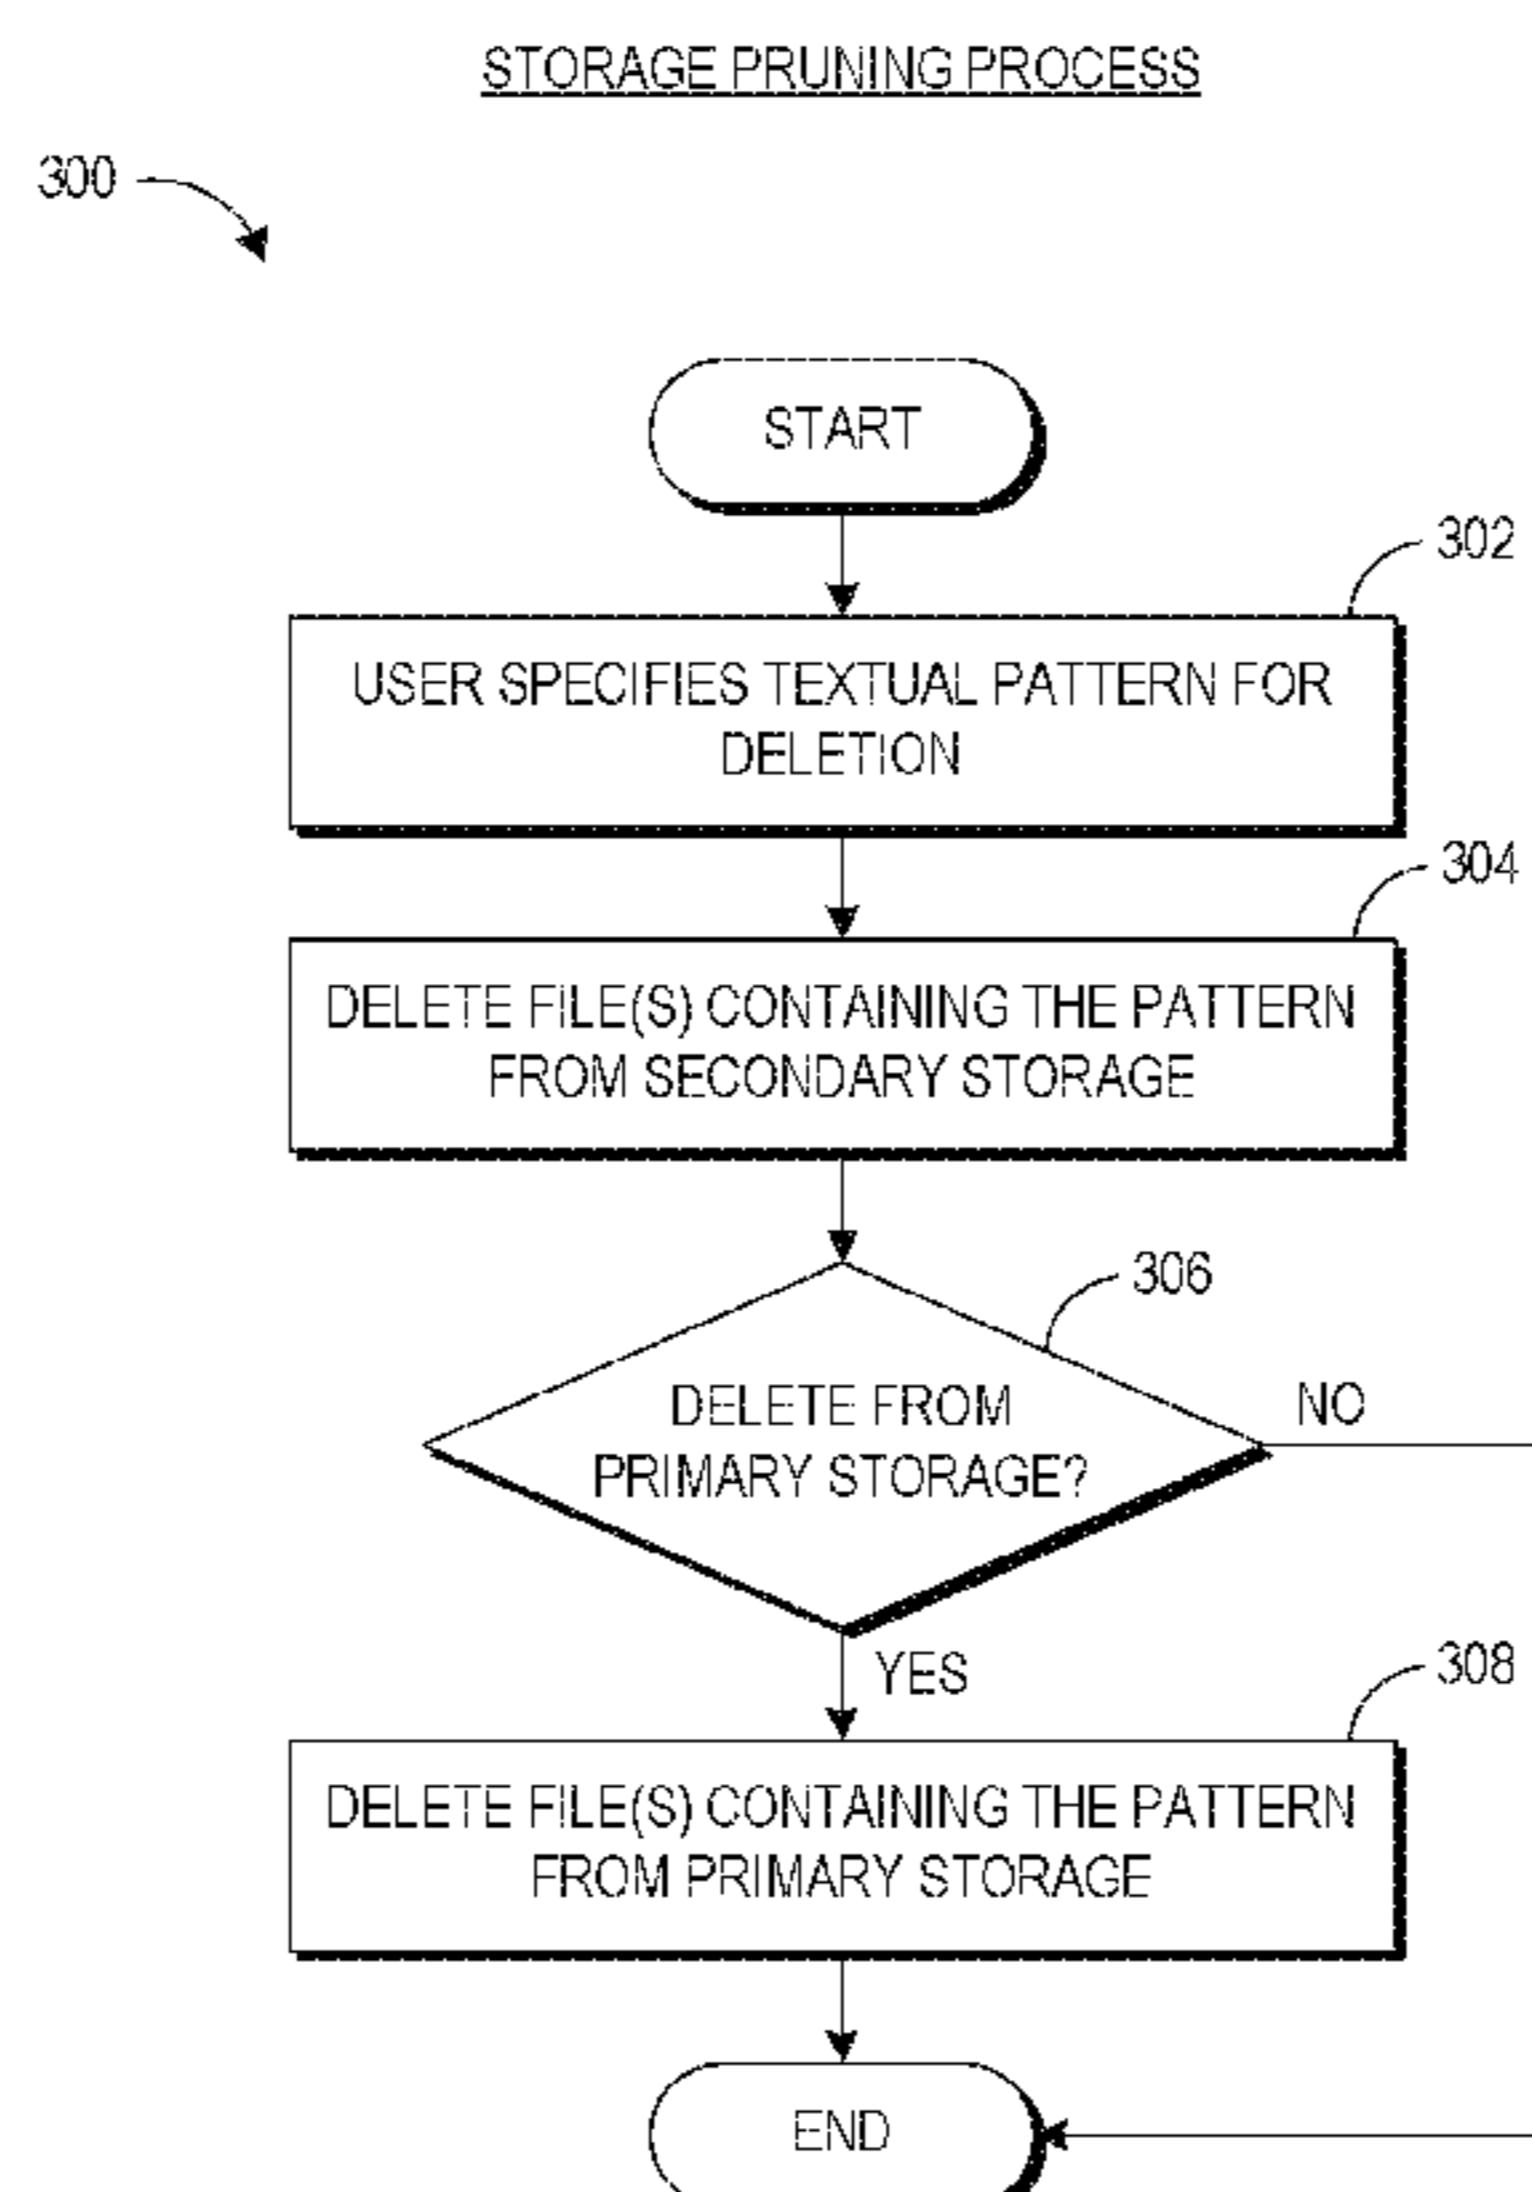 STORAGE PRUNING PROCESS
300
START
302
USER SPECIFIES TEXTUAL PATTERN FOR
DELETION
304
DELETE FILE(S) CONTAINING THE PATTERN
FROM SECONDARY STORAGE
306
DELETE FROM
PRIMARY STORAGE?
NO
YES
308
DELETE FILE(S) CONTAINING THE PATTERN
FROM PRIMARY STORAGE
END